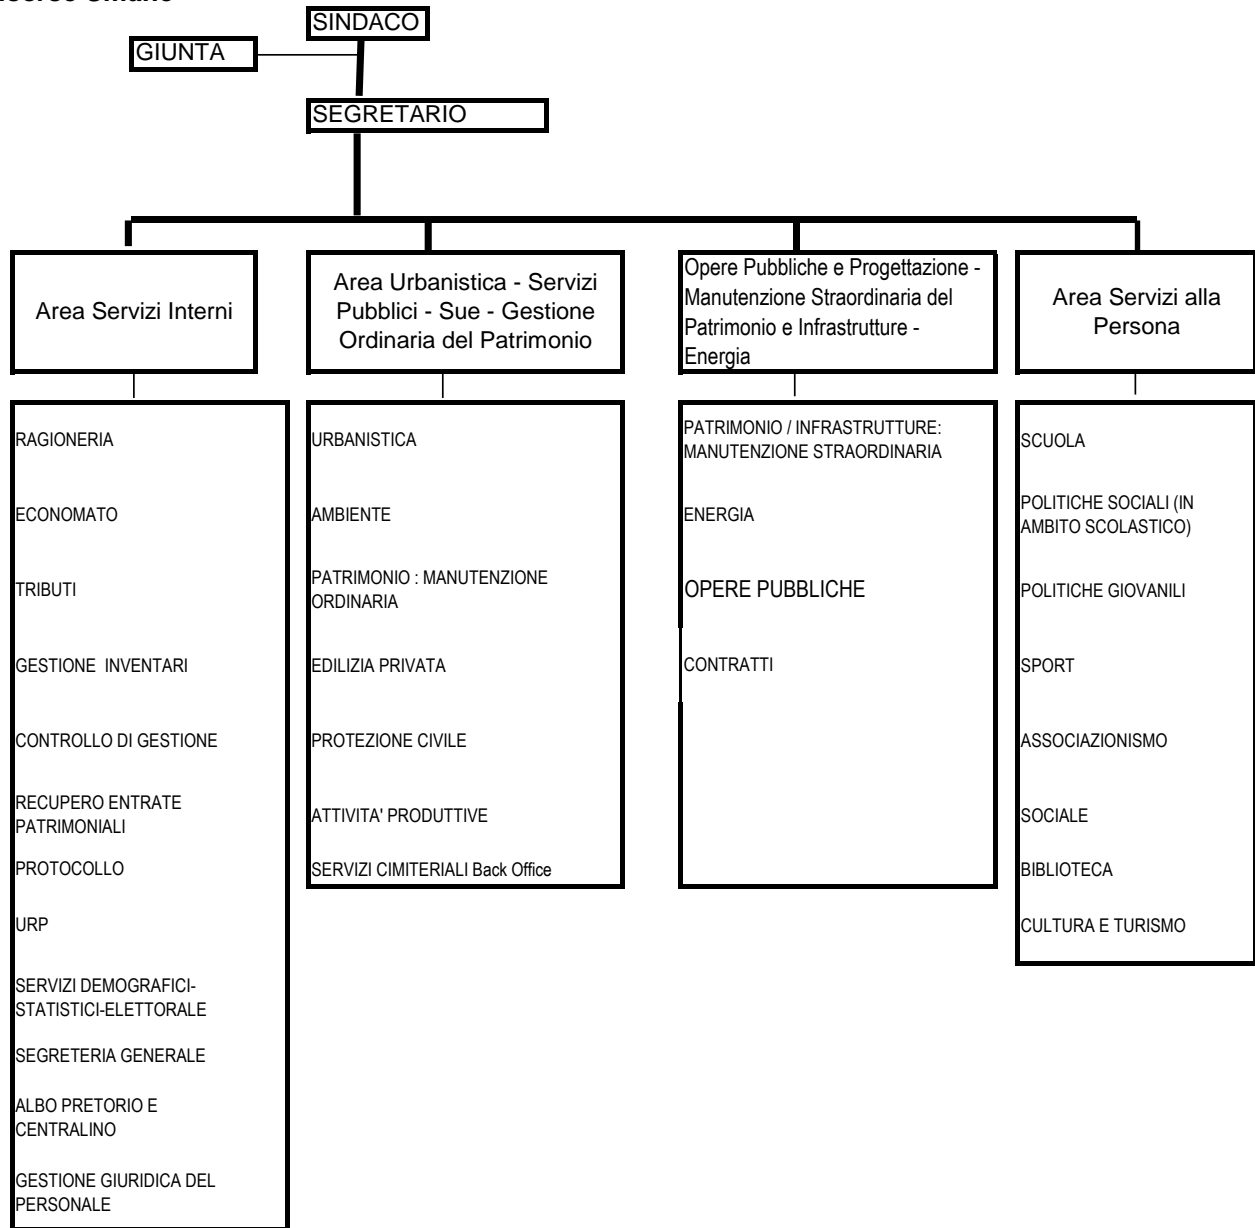 SINDACO
GIUNTA
SEGRETARIO
Area Servizi Interni
Area Urbanistica - Servizi
Pubblici - Sue - Gestione
Ordinaria del Patrimonio
Opere Pubbliche e Progettazione -
Manutenzione Straordinaria del
Patrimonio e Infrastrutture -
Energia
Area Servizi alla
Persona
RAGIONERIA
ECONOMATO
TRIBUTI
GESTIONE  INVENTARI
CONTROLLO DI GESTIONE
RECUPERO ENTRATE
PATRIMONIALI
PROTOCOLLO
URP
SERVIZI DEMOGRAFICI-
STATISTICI-ELETTORALE
SEGRETERIA GENERALE
ALBO PRETORIO E
CENTRALINO
GESTIONE GIURIDICA DEL
PERSONALE
URBANISTICA
AMBIENTE
PATRIMONIO : MANUTENZIONE
ORDINARIA
EDILIZIA PRIVATA
PROTEZIONE CIVILE
ATTIVITA' PRODUTTIVE
SERVIZI CIMITERIALI Back Office
PATRIMONIO / INFRASTRUTTURE:
MANUTENZIONE STRAORDINARIA
ENERGIA
OPERE PUBBLICHE
CONTRATTI
SCUOLA
POLITICHE SOCIALI (IN
AMBITO SCOLASTICO)
POLITICHE GIOVANILI
SPORT
ASSOCIAZIONISMO
SOCIALE
BIBLIOTECA
CULTURA E TURISMO